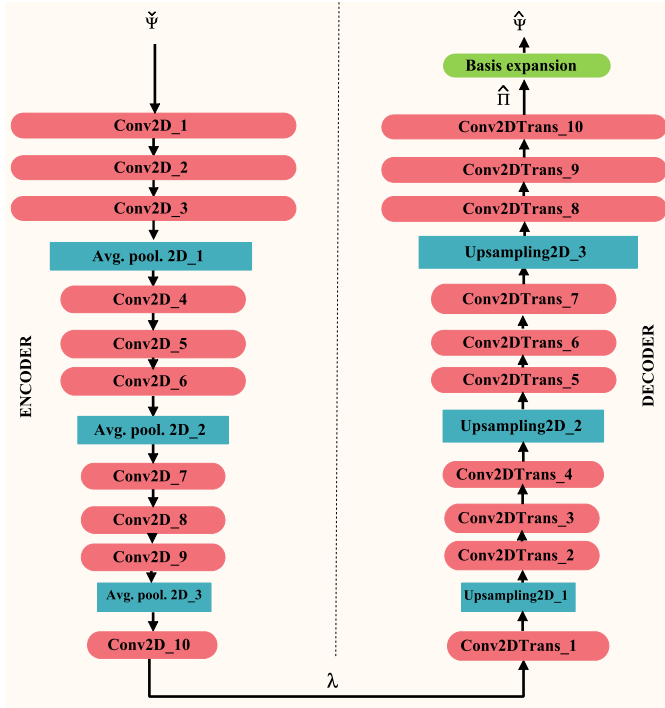 Ψ̌
Conv2D_1
Conv2D_2
Conv2D_3
Avg. pool. 2D_1
Conv2D_4
Conv2D_5
Conv2D_6
Avg. pool. 2D_2
Conv2D_7
Conv2D_8
Conv2D_9
Avg. pool. 2D_3
Conv2D_10
ENCODER
λ
Ψ̂
Basis expansion
Π̂
Conv2DTrans_10
Conv2DTrans_9
Conv2DTrans_8
Upsampling2D_3
Conv2DTrans_7
Conv2DTrans_6
Conv2DTrans_5
Upsampling2D_2
Conv2DTrans_4
Conv2DTrans_3
Conv2DTrans_2
Upsampling2D_1
Conv2DTrans_1
DECODER